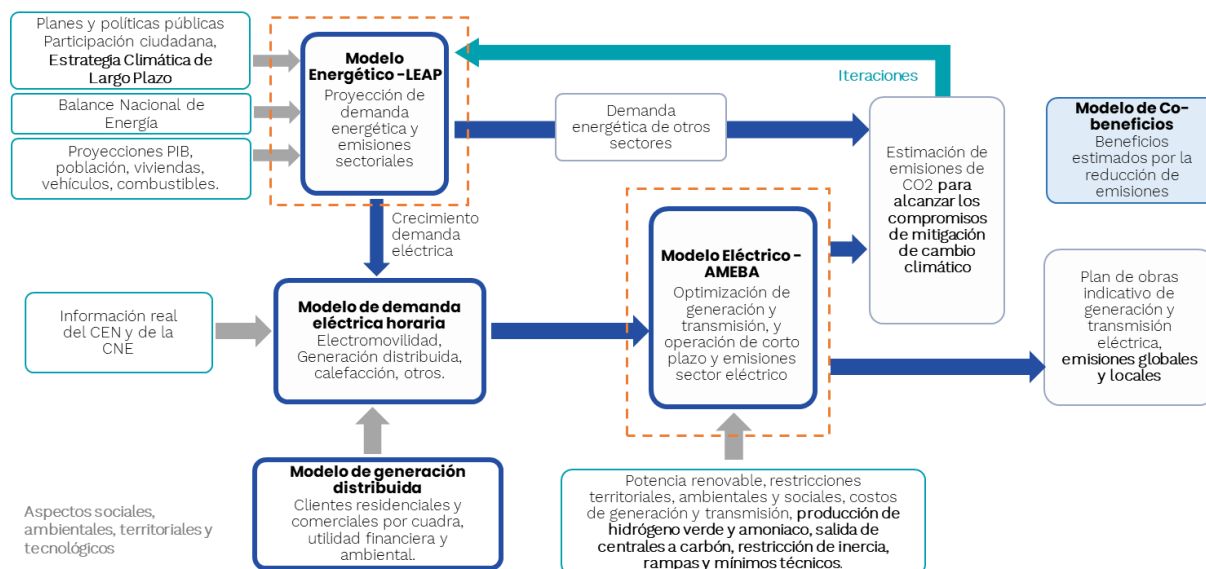 Planes y políticas públicas
Participación ciudadana,
Estrategia Climática de
Largo Plazo
Balance Nacional de
Energía
Proyecciones PIB,
población, viviendas,
vehículos, combustibles.
Modelo
Energético -LEAP
Proyección de
demanda
energética y
emisiones
sectoriales
Iteraciones
Demanda
energética de otros
sectores
Estimación de
emisiones de
CO2 para
alcanzar los
compromisos
de mitigación
de cambio
climático
Modelo de Co-
beneficios
Beneficios
estimados por la
reducción de
emisiones
Crecimiento
demanda
eléctrica
Información real
del CEN y de la
CNE
Modelo de demanda
eléctrica horaria
Electromovilidad,
Generación distribuida,
calefacción, otros.
Modelo Eléctrico -
AMEBA
Optimización de
generación y
transmisión, y
operación de corto
plazo y emisiones
sector eléctrico
Plan de obras
indicativo de
generación y
transmisión
eléctrica,
emisiones globales
y locales
Modelo de generación
distribuida
Clientes residenciales y
comerciales por cuadra,
utilidad financiera y
ambiental.
Potencia renovable, restricciones
territoriales, ambientales y sociales, costos
de generación y transmisión, producción de
hidrógeno verde y amoniaco, salida de
centrales a carbón, restricción de inercia,
rampas y mínimos técnicos.
Aspectos sociales,
ambientales, territoriales y
tecnológicos